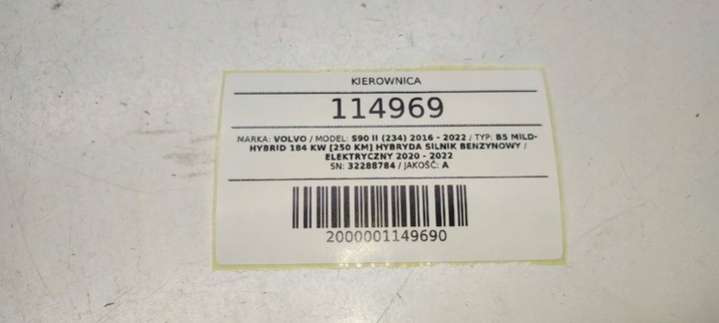 KIEROWNICA
114969
MARKA: VOLVO / MODEL: S90 II (234) 2016 - 2022 / TYP: B5 MILD-
HYBRID 184 KW [250 KM] HYBRYDA SILNIK BENZYNOWY /
ELEKTRYCZNY 2020 - 2022
SN: 32288784 / JAKOŚĆ: A
2000001149690